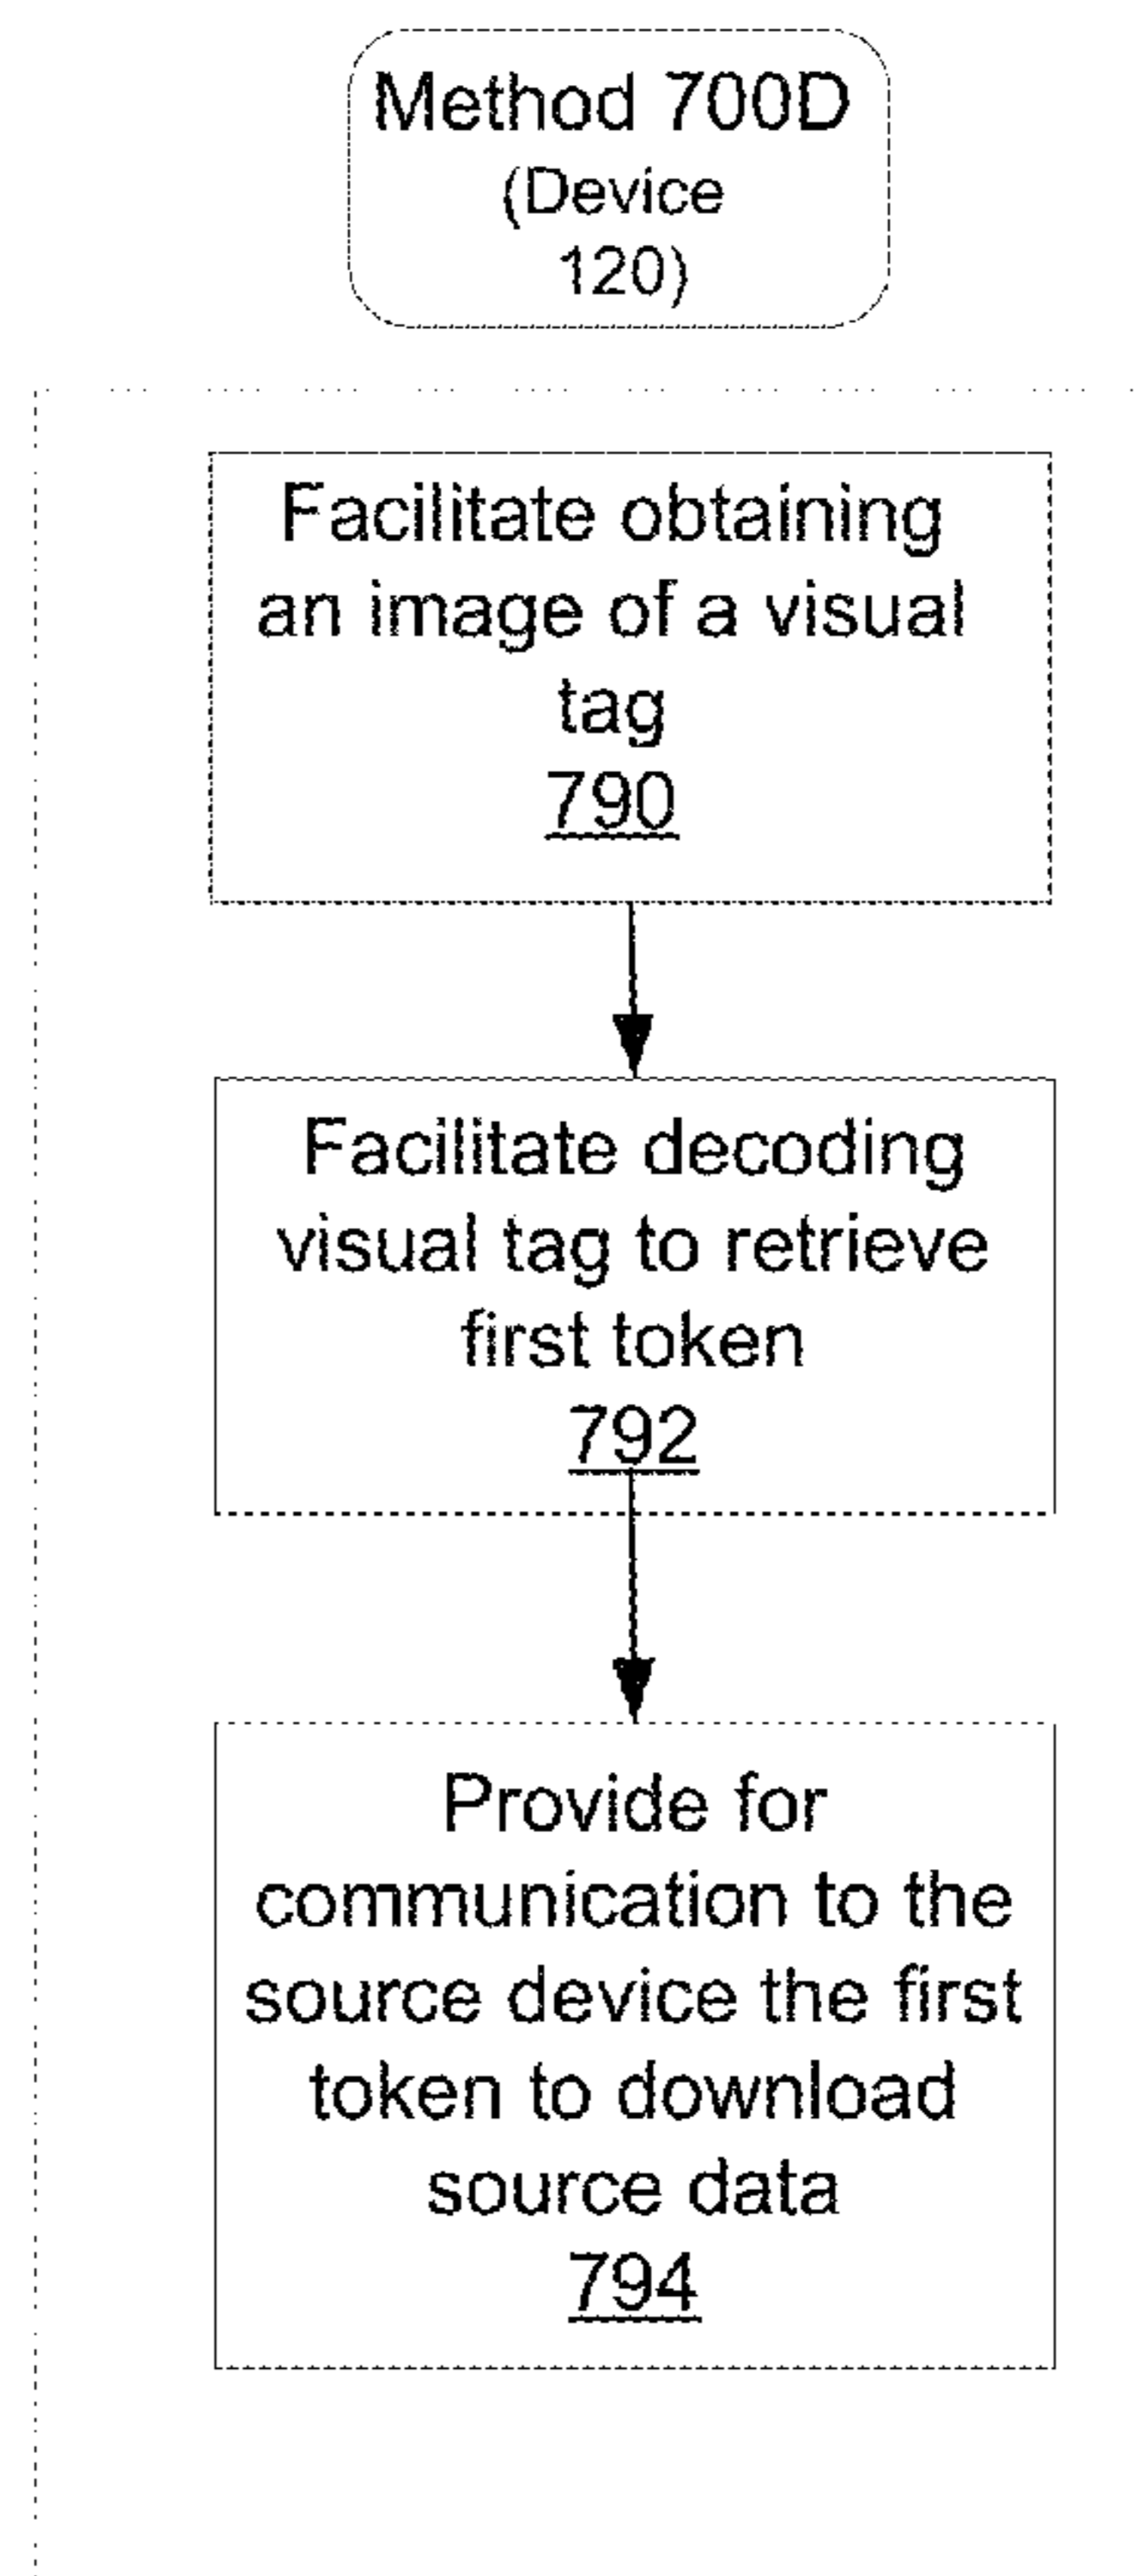 Method 700D
(Device
120)
Facilitate obtaining
an image of a visual
tag
790
Facilitate decoding
visual tag to retrieve
first token
792
Provide for
communication to the
source device the first
token to download
source data
794